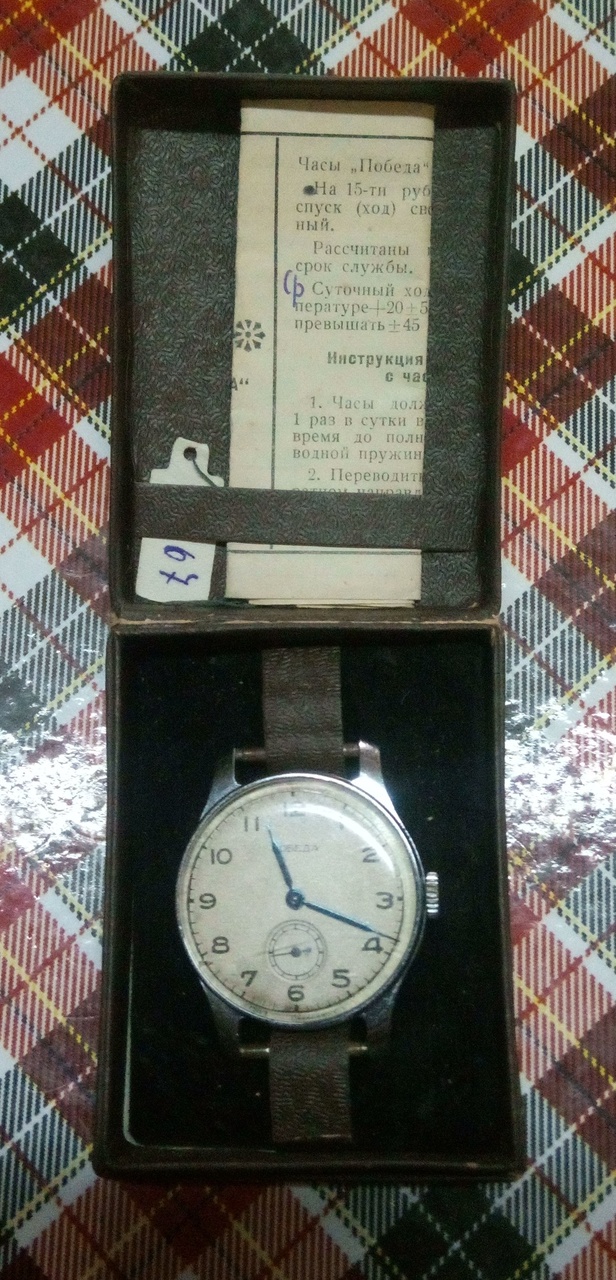 Часы „Победа“
На 15-ти руб
спуск (ход) сво
ный.
Рассчитаны
срок службы.
Ср
Суточный ход
пературе +20±5
превышать ±45
Инструкция
А“
с час
1. Часы долж
1 раз в сутки в
время до полн
водной пружин
2. Переводить
67
12
11
1
ПОБЕДА
10
2
9
3
8
4
7
5
6